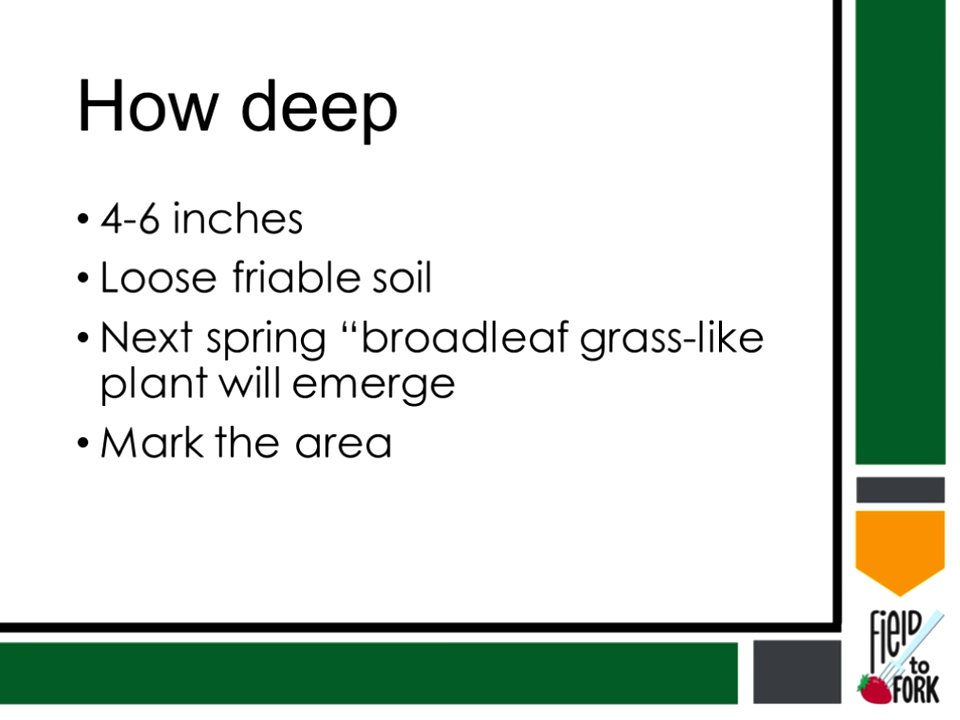 How deep
• 4-6 inches
• Loose friable soil
• Next spring “broadleaf grass-like
plant will emerge
• Mark the area
FielD
to
FORK